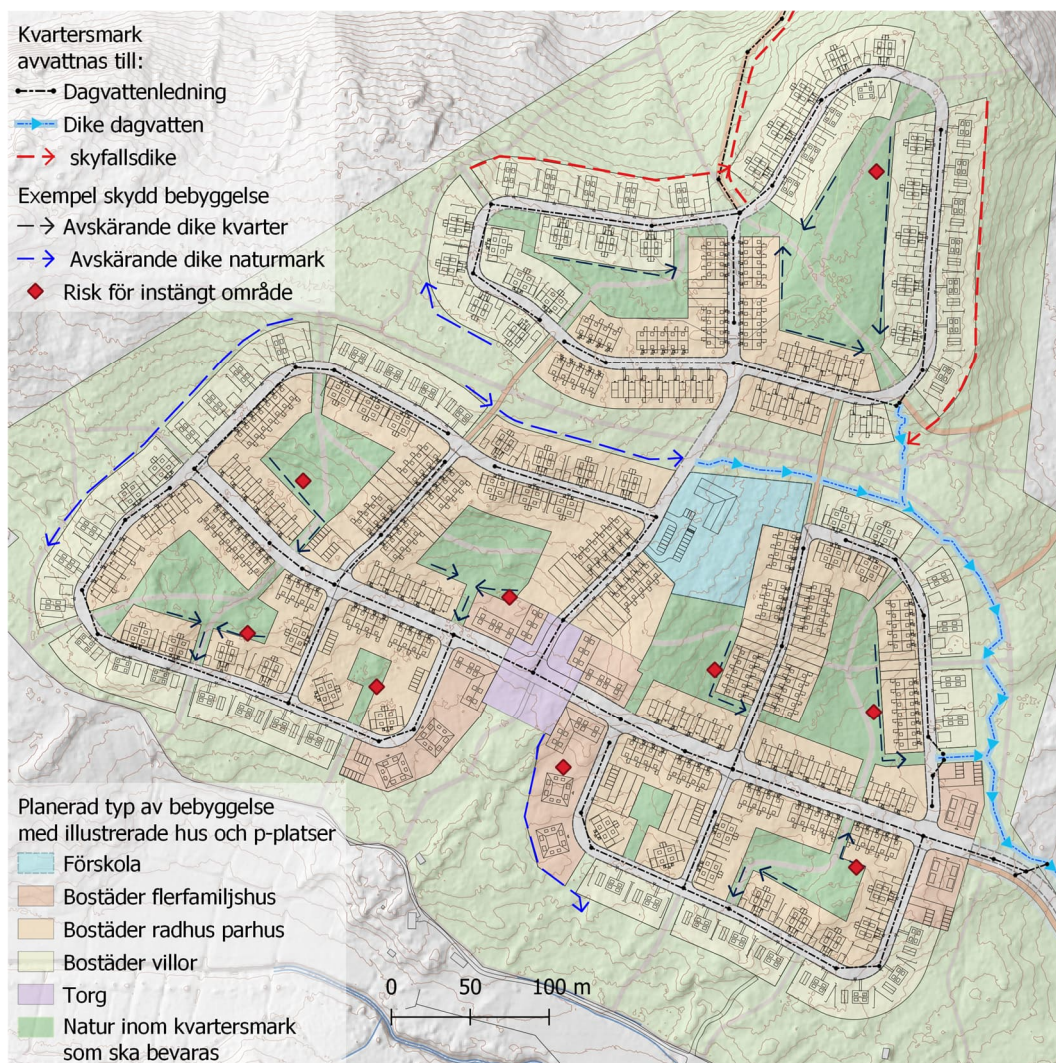 Kvartersmark
avvattnas till:
Dagvattenledning
Dike dagvatten
skyfallsdike
Exempel skydd bebyggelse
Avskärande dike kvarter
Avskärande dike naturmark
Risk för instängt område
Planerad typ av bebyggelse
med illustrerade hus och p-platser
Förskola
Bostäder flerfamiljshus
Bostäder radhus parhus
Bostäder villor
Torg
Natur inom kvartersmark
som ska bevaras
0 50 100 m